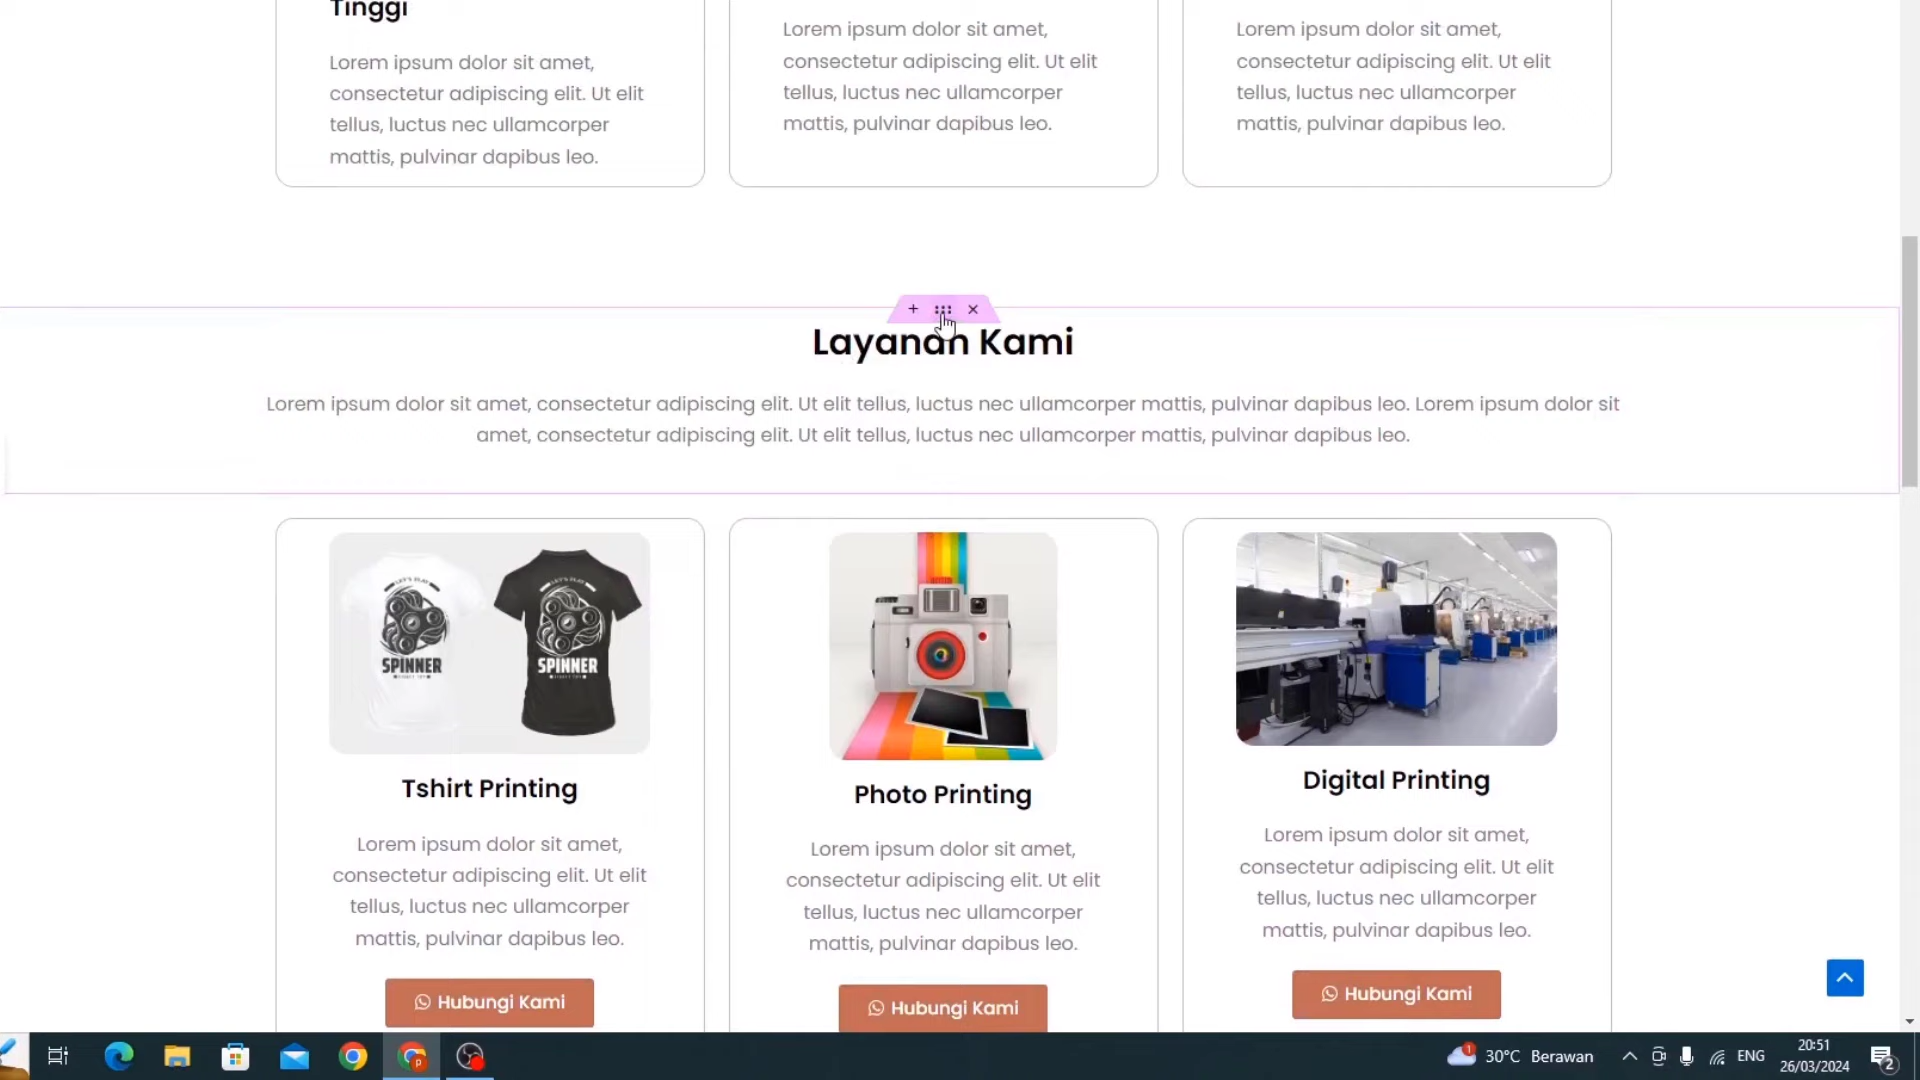 Tinggi
Lorem ipsum dolor sit amet,
consectetur adipiscing elit. Ut elit
tellus, luctus nec ullamcorper
mattis, pulvinar dapibus leo.
Lorem ipsum dolor sit amet,
consectetur adipiscing elit. Ut elit
tellus, luctus nec ullamcorper
mattis, pulvinar dapibus leo.
Lorem ipsum dolor sit amet,
consectetur adipiscing elit. Ut elit
tellus, luctus nec ullamcorper
mattis, pulvinar dapibus leo.
Layanan Kami
Lorem ipsum dolor sit amet, consectetur adipiscing elit. Ut elit tellus, luctus nec ullamcorper mattis, pulvinar dapibus leo. Lorem ipsum dolor sit
amet, consectetur adipiscing elit. Ut elit tellus, luctus nec ullamcorper mattis, pulvinar dapibus leo.
LET'S PLAY
SPINNER
LET'S PLAY
SPINNER
Tshirt Printing
Lorem ipsum dolor sit amet,
consectetur adipiscing elit. Ut elit
tellus, luctus nec ullamcorper
mattis, pulvinar dapibus leo.
Hubungi Kami
Photo Printing
Lorem ipsum dolor sit amet,
consectetur adipiscing elit. Ut elit
tellus, luctus nec ullamcorper
mattis, pulvinar dapibus leo.
Hubungi Kami
Digital Printing
Lorem ipsum dolor sit amet,
consectetur adipiscing elit. Ut elit
tellus, luctus nec ullamcorper
mattis, pulvinar dapibus leo.
Hubungi Kami
1
30°C Berawan
ENG
20:51
26/03/2024
2